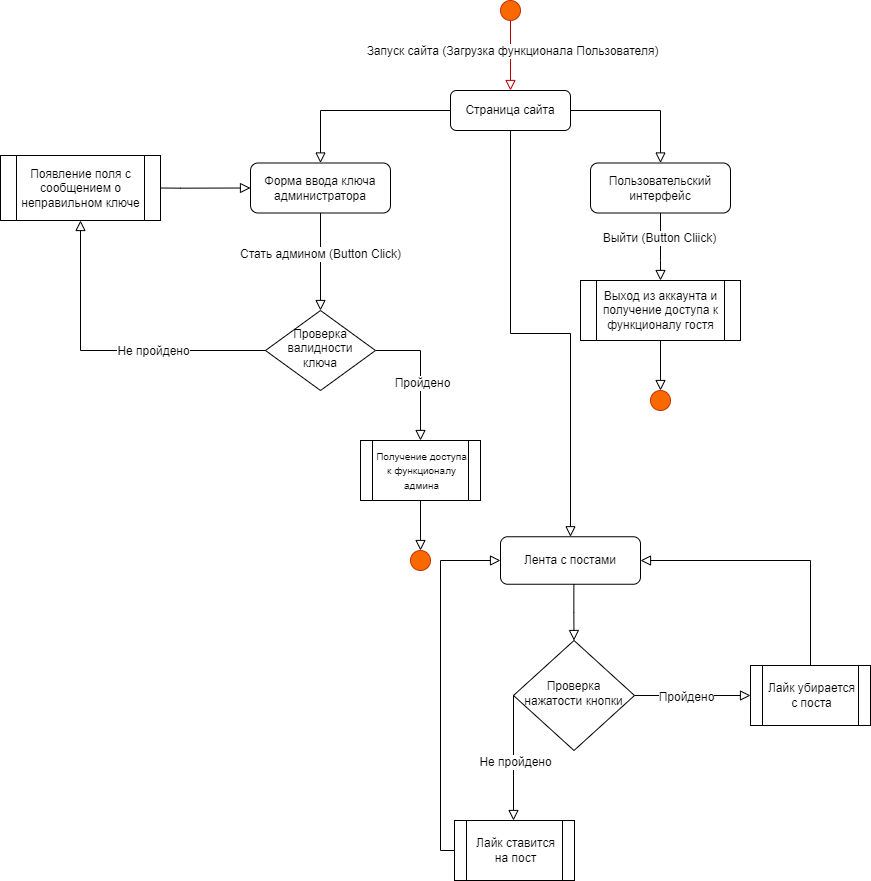 Запуск сайта (Загрузка функционала Пользователя)
Страница сайта
Появление поля с
сообщением о
неправильном ключе
Форма ввода ключа
администратора
Пользовательский
интерфейс
Стать админом (Button Click)
Выйти (Button Cliick)
Выход из аккаунта и
получение доступа к
функционалу гостя
Проверка
валидности
ключа
Не пройдено
Пройдено
Получение доступа
к функционалу
админа
Лента с постами
Проверка
нажатости кнопки
Пройдено
Лайк убирается
с поста
Не пройдено
Лайк ставится
на пост